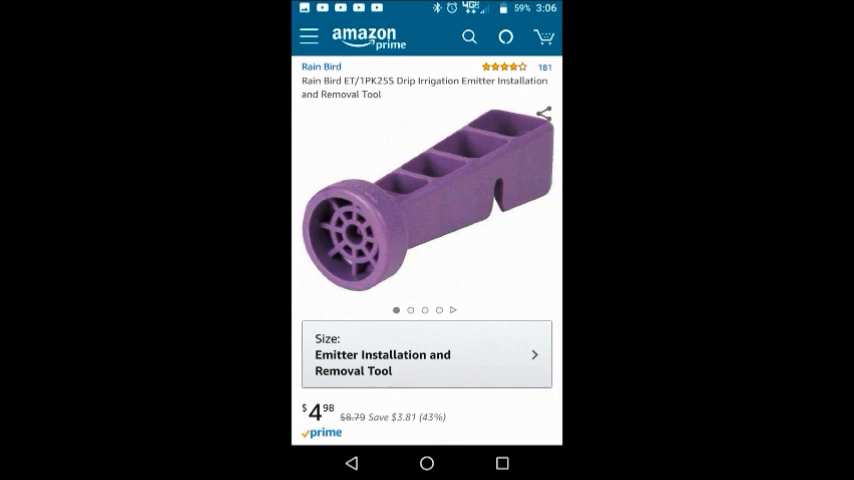 4G 59% 3:06
amazon
prime
Rain Bird 181
Rain Bird ET/1PK25S Drip Irrigation Emitter Installation
and Removal Tool
Size:
Emitter Installation and
Removal Tool
$4 98 $8.79 Save $3.81 (43%)
prime